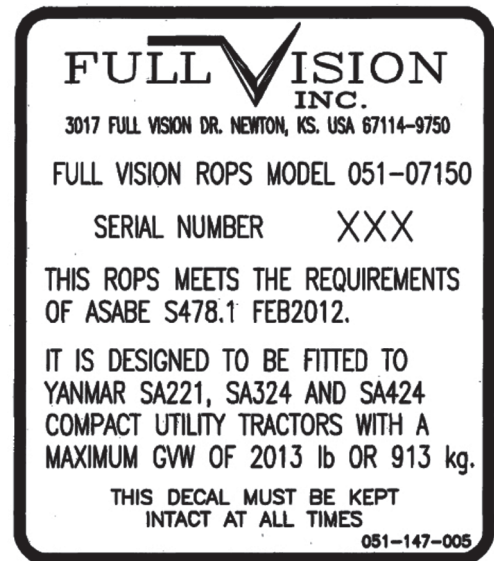 FULL VISION
INC.
3017 FULL VISION DR. NEWTON, KS. USA 67114-9750
FULL VISION ROPS MODEL 051-07150
SERIAL NUMBER XXX
THIS ROPS MEETS THE REQUIREMENTS
OF ASABE S478.1 FEB2012.
IT IS DESIGNED TO BE FITTED TO
YANMAR SA221, SA324 AND SA424
COMPACT UTILITY TRACTORS WITH A
MAXIMUM GVW OF 2013 lb OR 913 kg.
THIS DECAL MUST BE KEPT
INTACT AT ALL TIMES
051-147-005